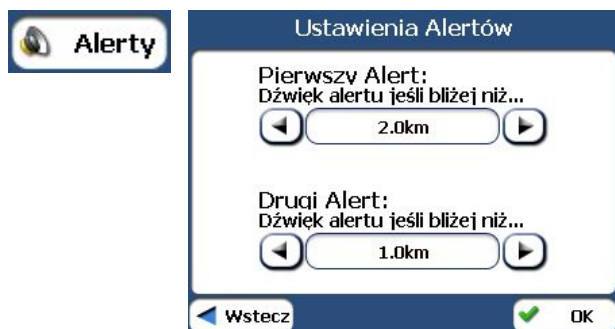 Alerty
Ustawienia Alertów
Pierwszy Alert:
Dźwięk alertu jeśli bliżej niż...
2.0km
Drugi Alert:
Dźwięk alertu jeśli bliżej niż...
1.0km
Wstecz
OK